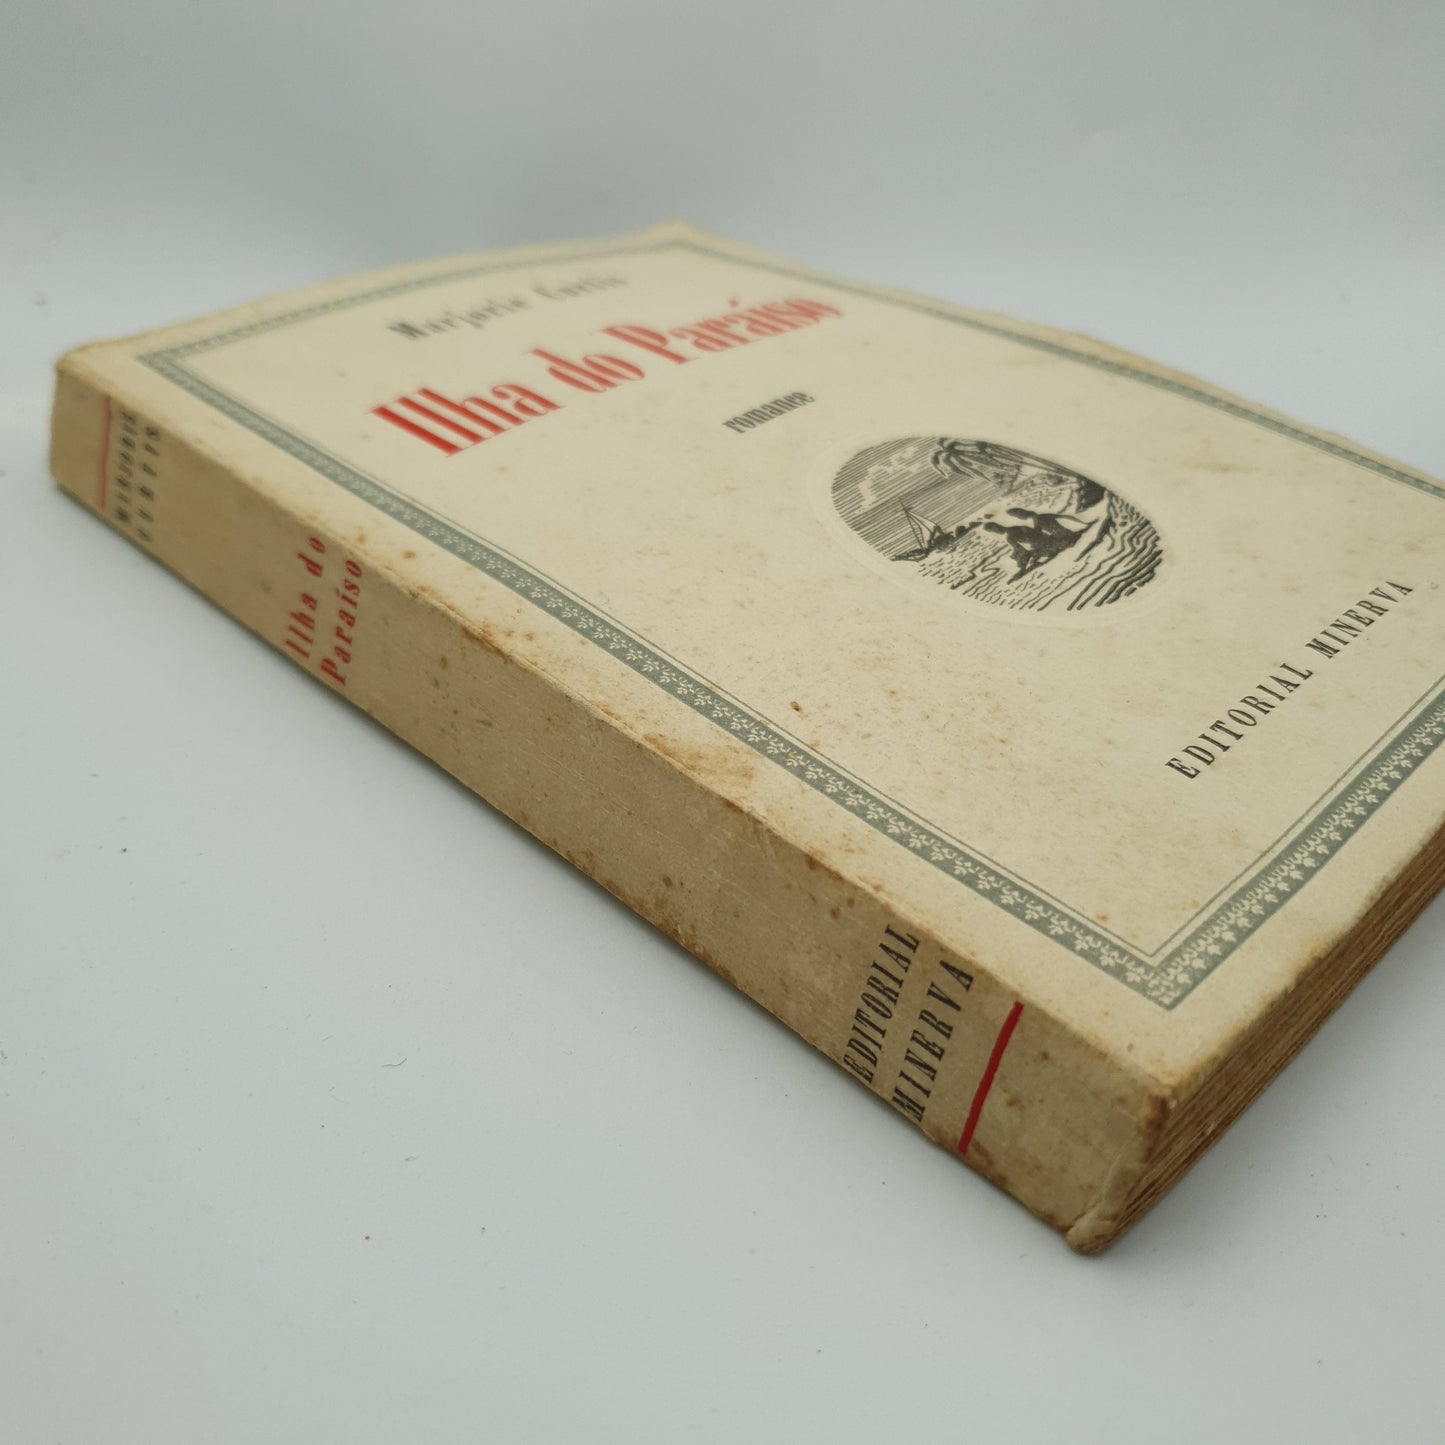 Marjorie Curtis
Ilha do Paraíso
romance
EDITORIAL MINERVA
MARJORIE
CURTIS
Ilha do
Paraíso
EDITORIAL
MINERVA